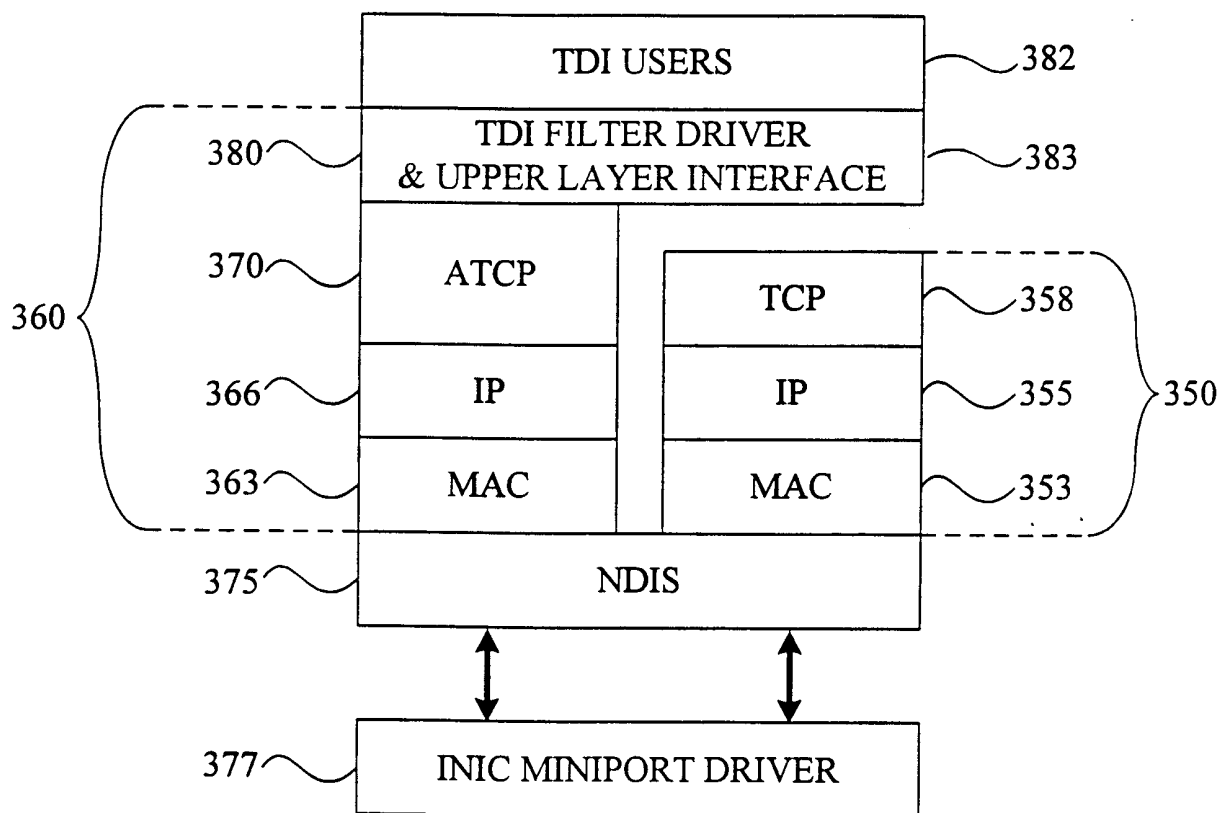 TDI USERS
382
380
TDI FILTER DRIVER
& UPPER LAYER INTERFACE
383
370
ATCP
TCP
358
360
366
IP
IP
355
350
363
MAC
MAC
353
375
NDIS
377
INIC MINIPORT DRIVER